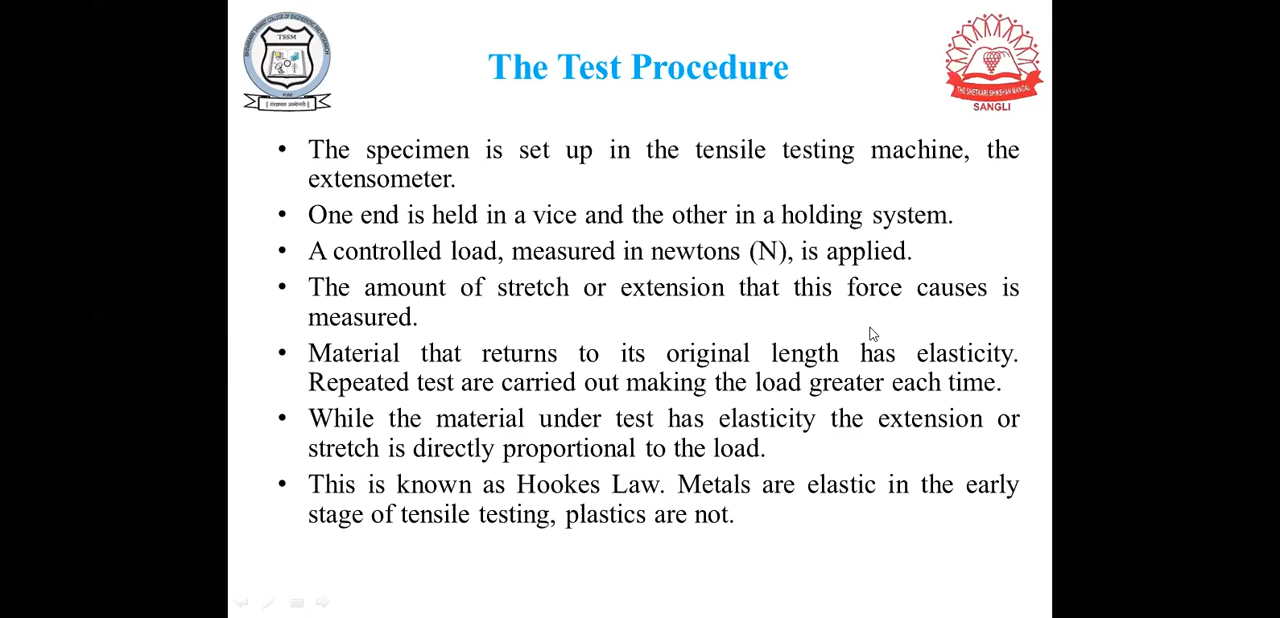 TSSM
The Test Procedure
THE SHETKARI SHIKSHAN MANDAL
SANGLI
• The specimen is set up in the tensile testing machine, the
extensometer.
• One end is held in a vice and the other in a holding system.
• A controlled load, measured in newtons (N), is applied.
• The amount of stretch or extension that this force causes is
measured.
• Material that returns to its original length has elasticity.
Repeated test are carried out making the load greater each time.
• While the material under test has elasticity the extension or
stretch is directly proportional to the load.
• This is known as Hookes Law. Metals are elastic in the early
stage of tensile testing, plastics are not.